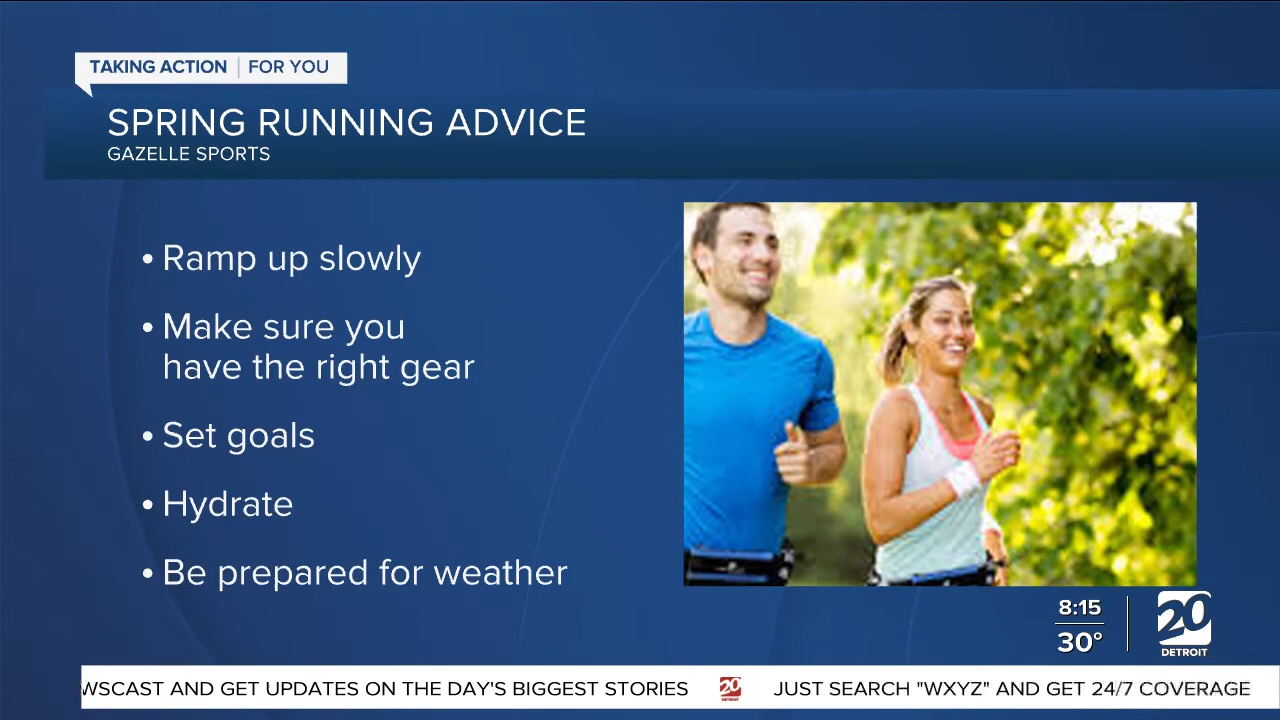 TAKING ACTION | FOR YOU
SPRING RUNNING ADVICE
GAZELLE SPORTS
• Ramp up slowly
• Make sure you
have the right gear
• Set goals
• Hydrate
• Be prepared for weather
8:15
30°
20
DETROIT
WSCAST AND GET UPDATES ON THE DAY'S BIGGEST STORIES 20 DETROIT JUST SEARCH "WXYZ" AND GET 24/7 COVERAGE